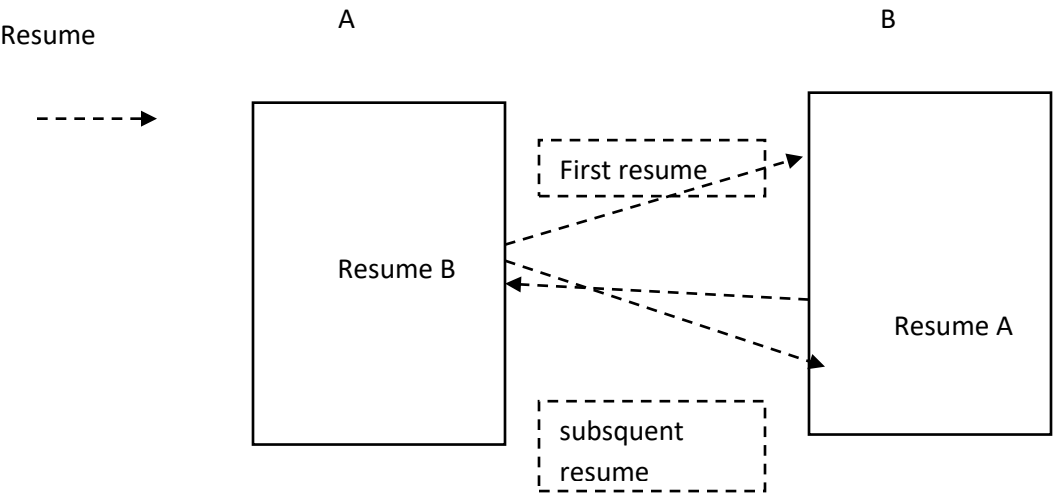 Resume
A
B
First resume
Resume B
Resume A
subsquent
resume